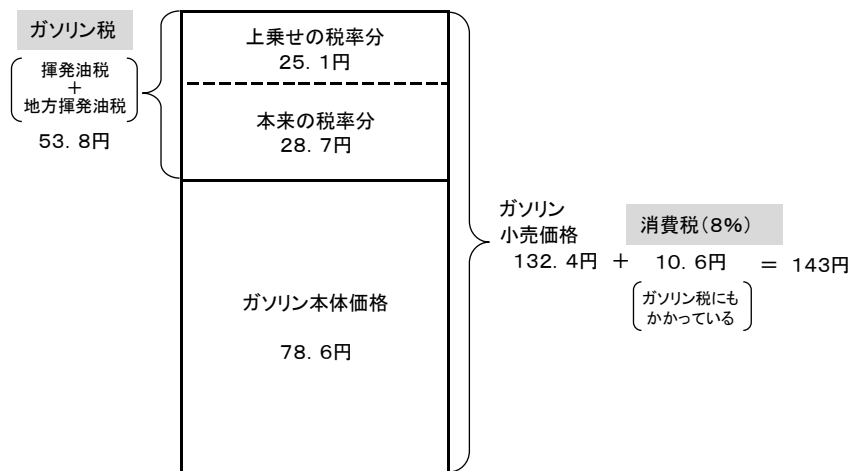 ガソリン税
揮発油税
+
地方揮発油税
53.8円
上乗せの税率分
25.1円
本来の税率分
28.7円
ガソリン本体価格
78.6円
ガソリン
小売価格
消費税(8%)
132.4円 + 10.6円 = 143円
ガソリン税にも
かかっている